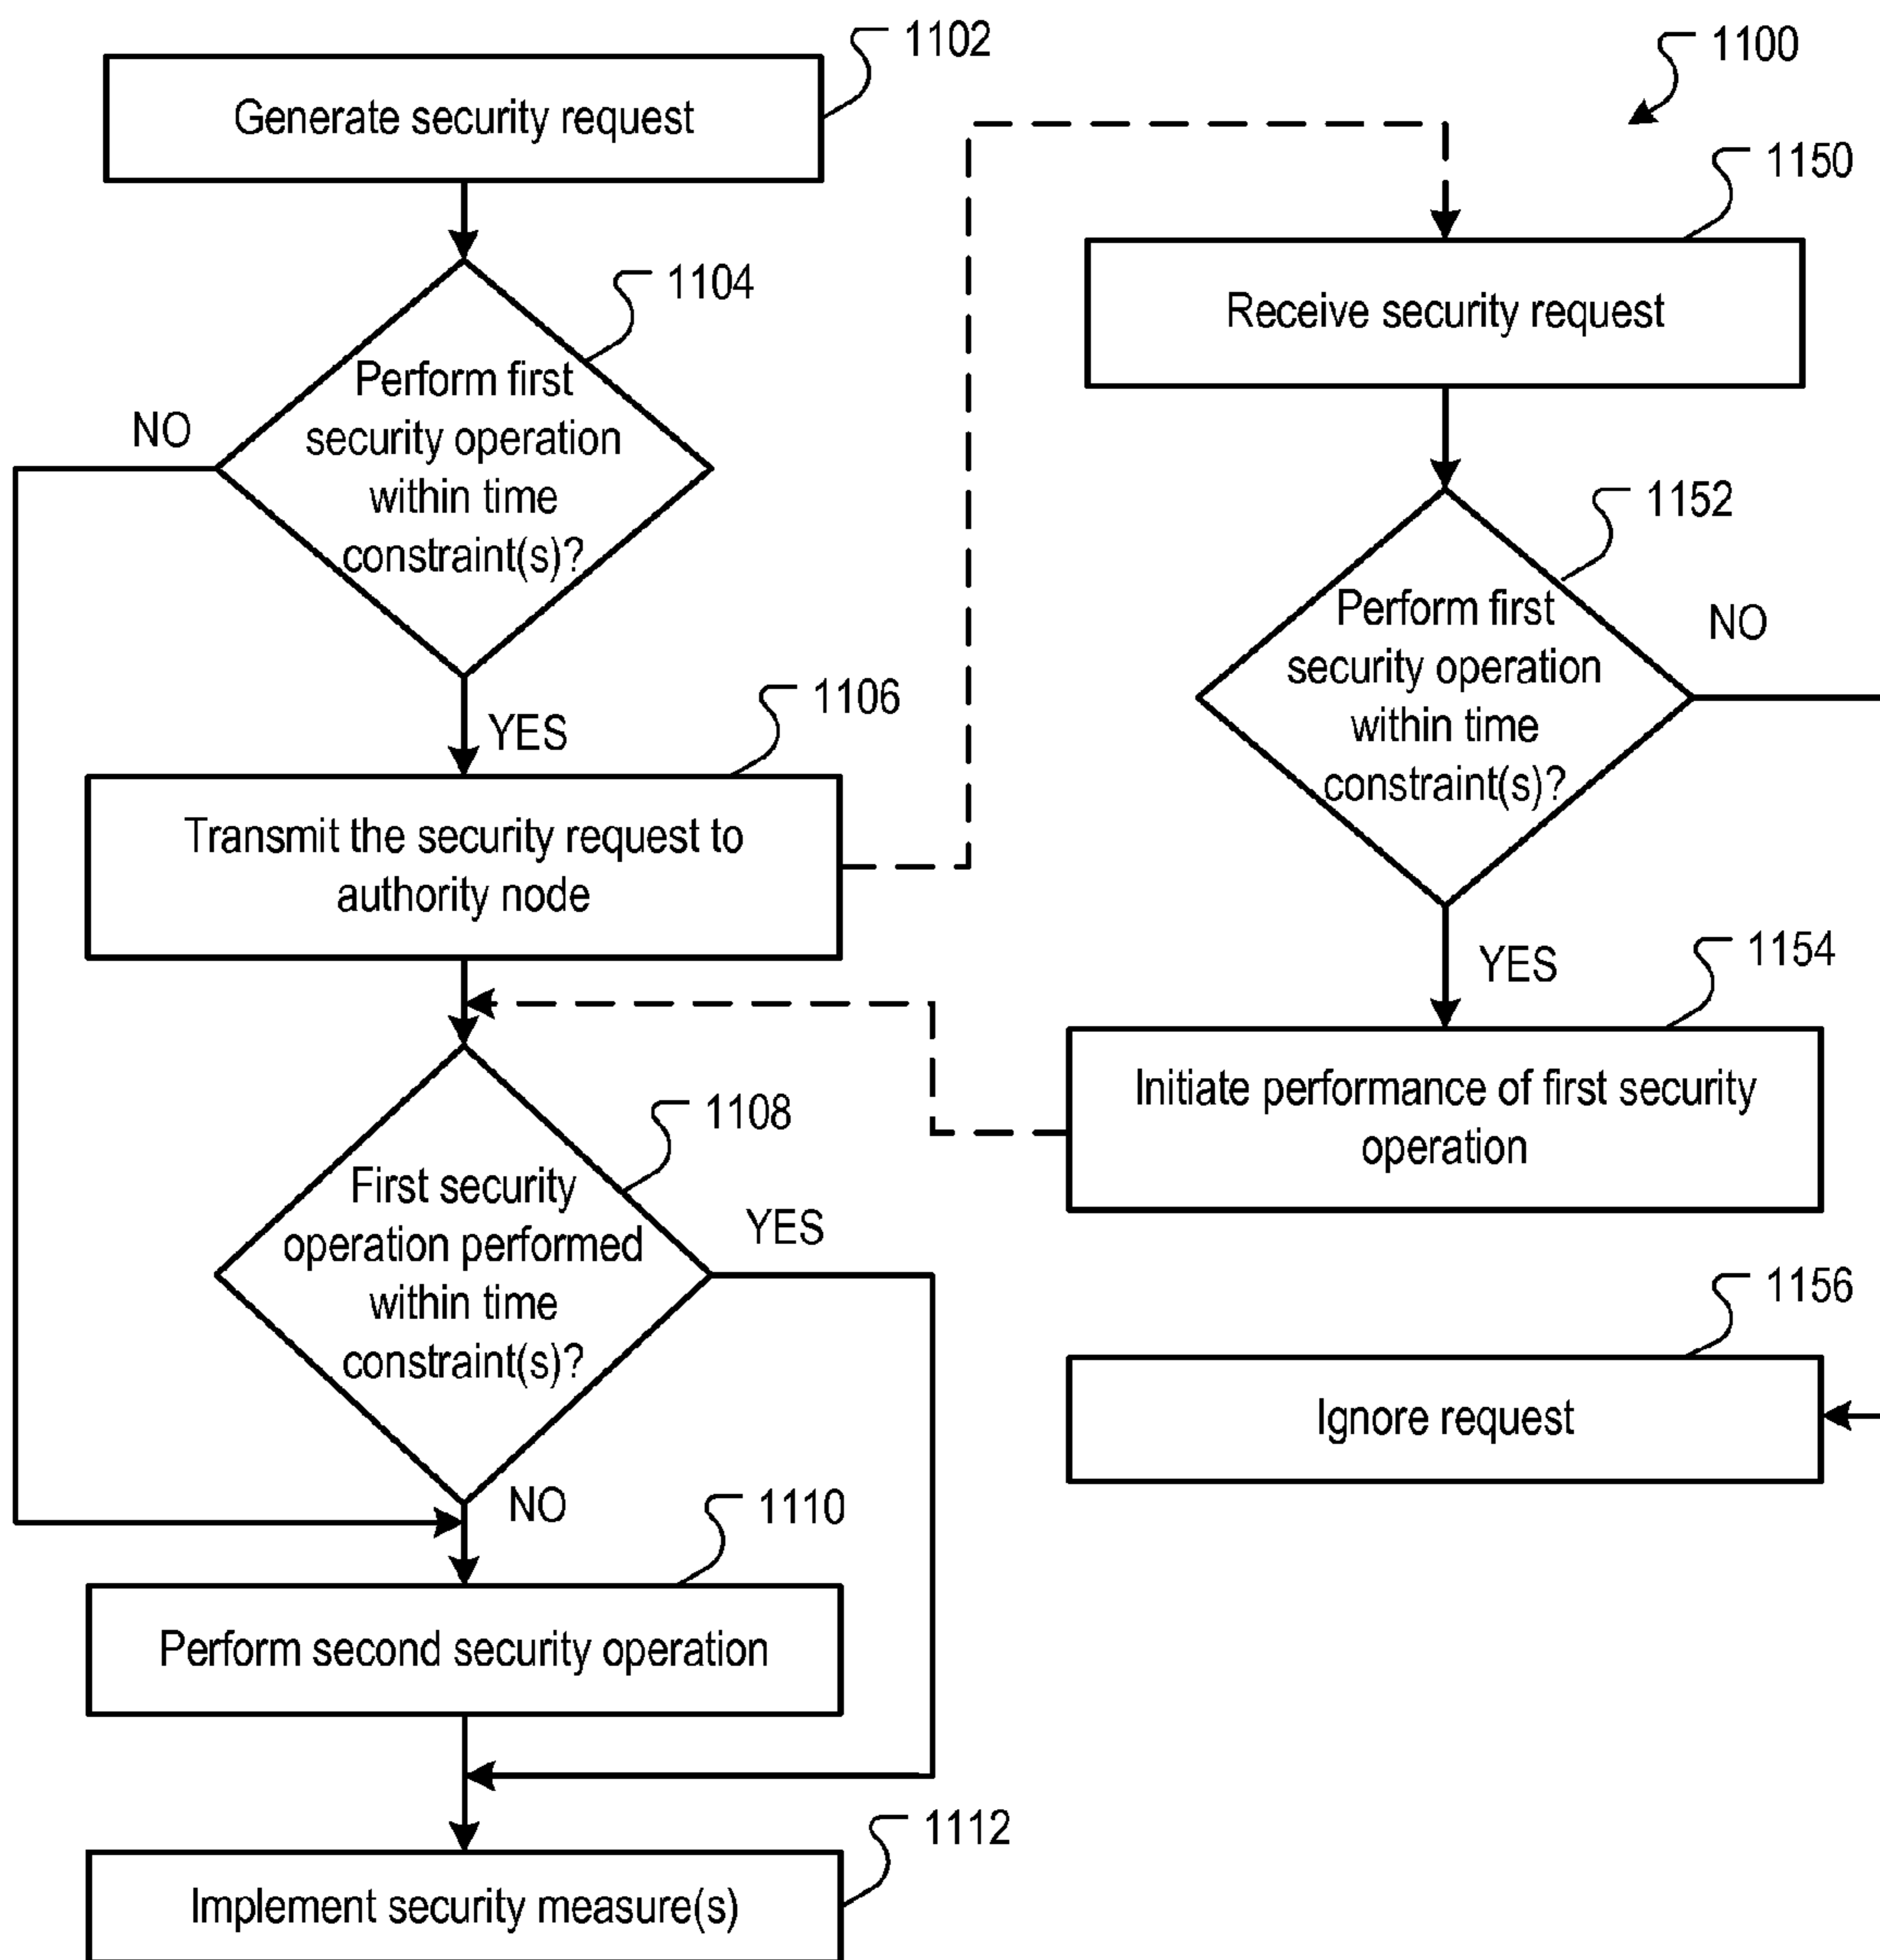 1102
Generate security request
1104
Perform first
security operation
within time
constraint(s)?
NO
YES
1106
Transmit the security request to
authority node
1108
First security
operation performed
within time
constraint(s)?
YES
NO
1110
Perform second security operation
1112
Implement security measure(s)
1100
1150
Receive security request
1152
Perform first
security operation
within time
constraint(s)?
NO
YES
1154
Initiate performance of first security
operation
1156
Ignore request